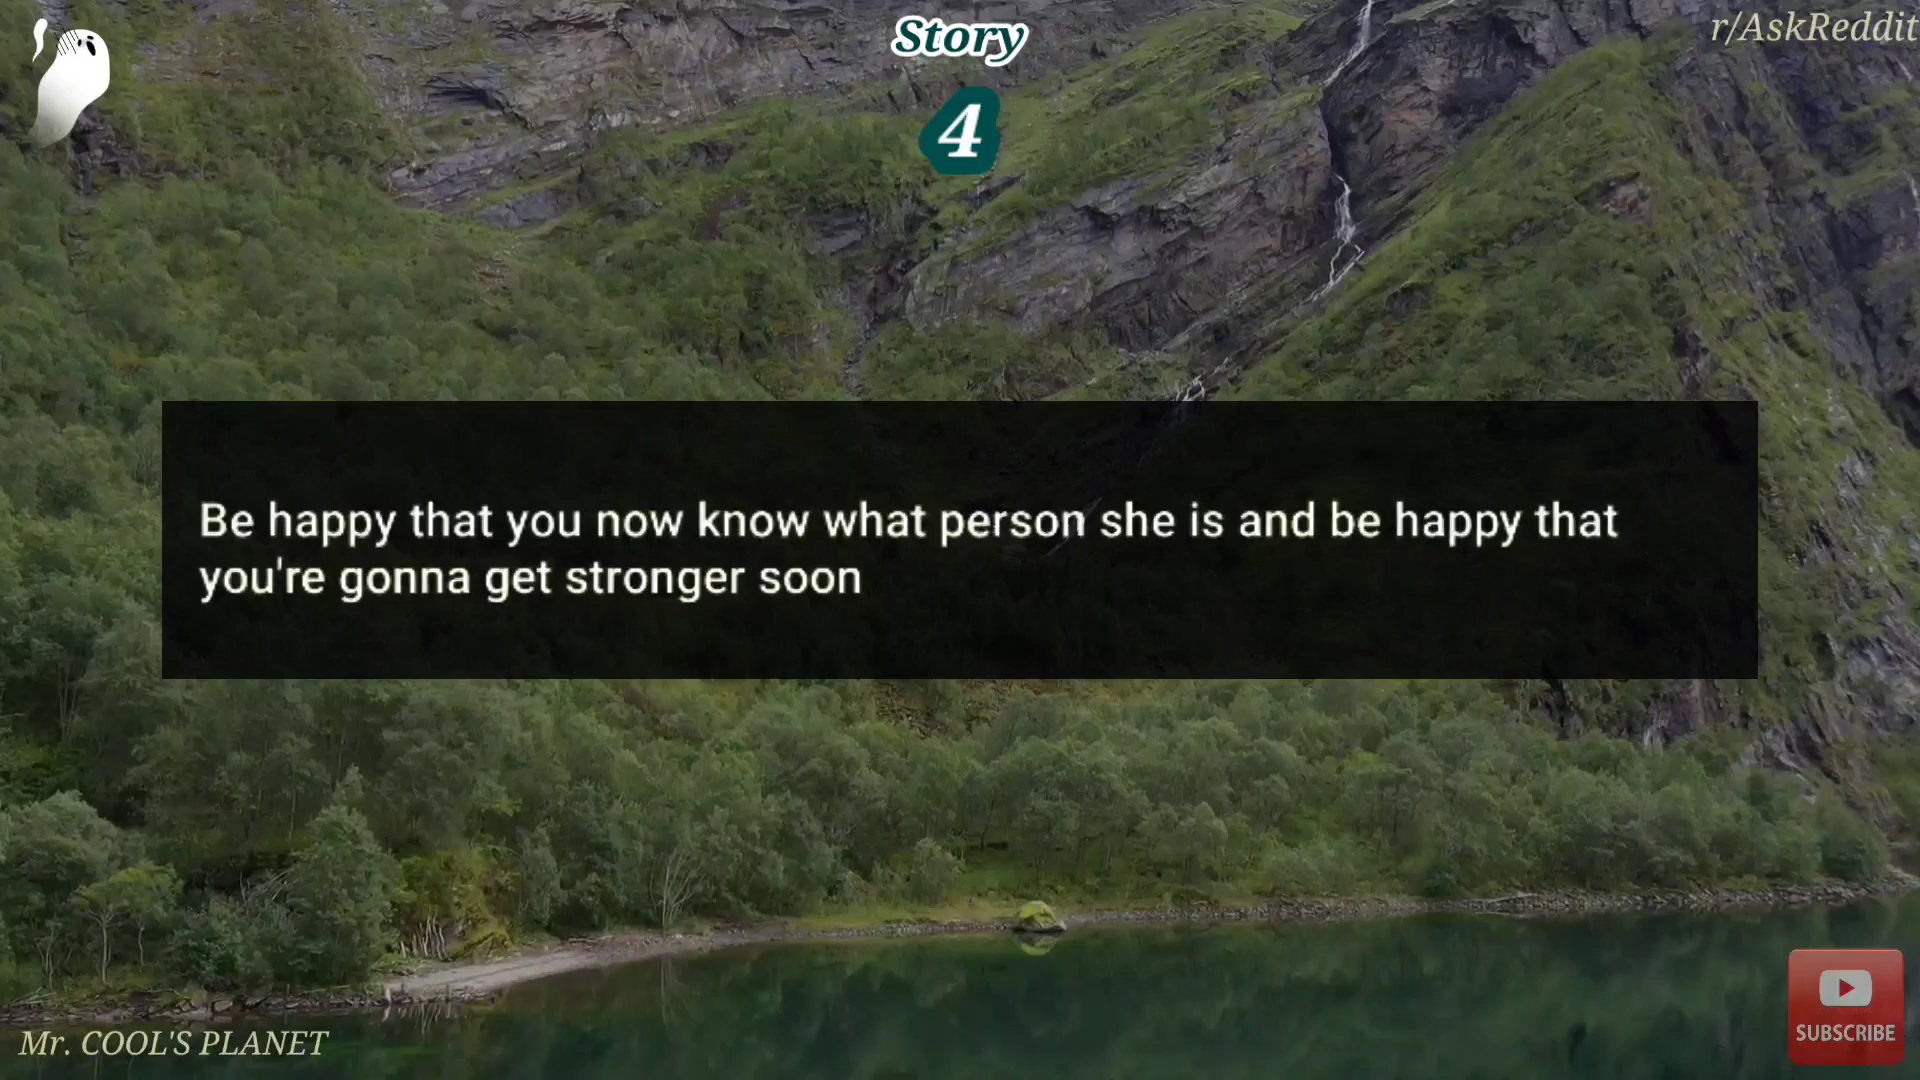 Story
r/AskReddit
4
Be happy that you now know what person she is and be happy that
you're gonna get stronger soon
Mr. COOL'S PLANET
SUBSCRIBE